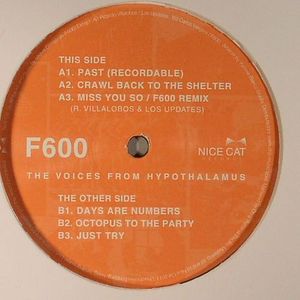 THIS SIDE
A1. PAST (RECORDABLE)
A2. CRAWL BACK TO THE SHELTER
A3. MISS YOU SO / F600 REMIX
(R. VILLALOBOS & LOS UPDATES)
F600
NICE CAT
THE VOICES FROM HYPOTHALAMUS
THE OTHER SIDE
B1. DAYS ARE NUMBERS
B2. OCTOPUS TO THE PARTY
B3. JUST TRY